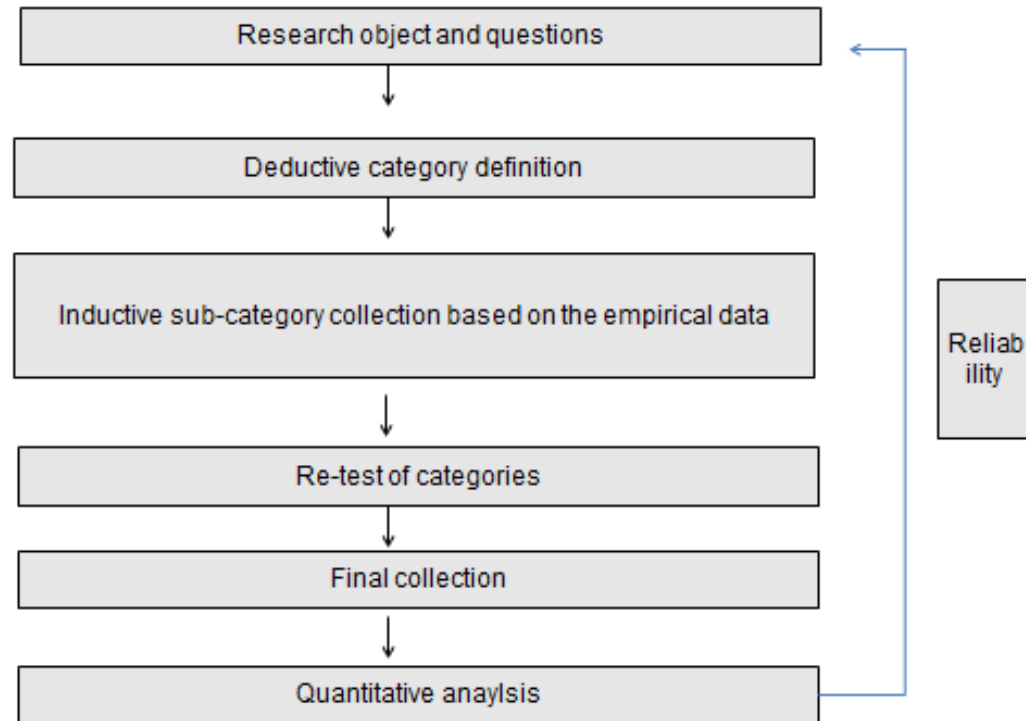 Research object and questions
Deductive category definition
Inductive sub-category collection based on the empirical data
Reliab
ility
Re-test of categories
Final collection
Quantitative anaylsis